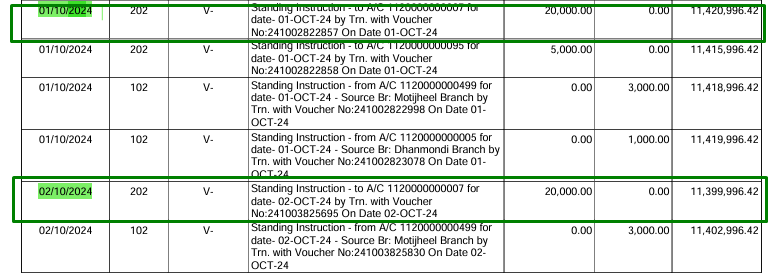 01/10/2024 202 V- Standing Instruction - to A/C 1120000000007 for 20,000.00 0.00 11,420,996.42
date- 01-OCT-24 by Trn. with Voucher
No:241002822857 On Date 01-OCT-24
01/10/2024 202 V- Standing Instruction - to A/C 1120000000095 for 5,000.00 0.00 11,415,996.42
date- 01-OCT-24 by Trn. with Voucher
No:241002822858 On Date 01-OCT-24
01/10/2024 102 V- Standing Instruction - from A/C 1120000000499 for 0.00 3,000.00 11,418,996.42
date- 01-OCT-24 - Source Br: Motijheel Branch by
Trn. with Voucher No:241002822998 On Date 01-
OCT-24
01/10/2024 102 V- Standing Instruction - from A/C 1120000000005 for 0.00 1,000.00 11,419,996.42
date- 01-OCT-24 - Source Br: Dhanmondi Branch by
Trn. with Voucher No:241002823078 On Date 01-
OCT-24
02/10/2024 202 V- Standing Instruction - to A/C 1120000000007 for 20,000.00 0.00 11,399,996.42
date- 02-OCT-24 by Trn. with Voucher
No:241003825695 On Date 02-OCT-24
02/10/2024 102 V- Standing Instruction - from A/C 1120000000499 for 0.00 3,000.00 11,402,996.42
date- 02-OCT-24 - Source Br: Motijheel Branch by
Trn. with Voucher No:241003825830 On Date 02-
OCT-24